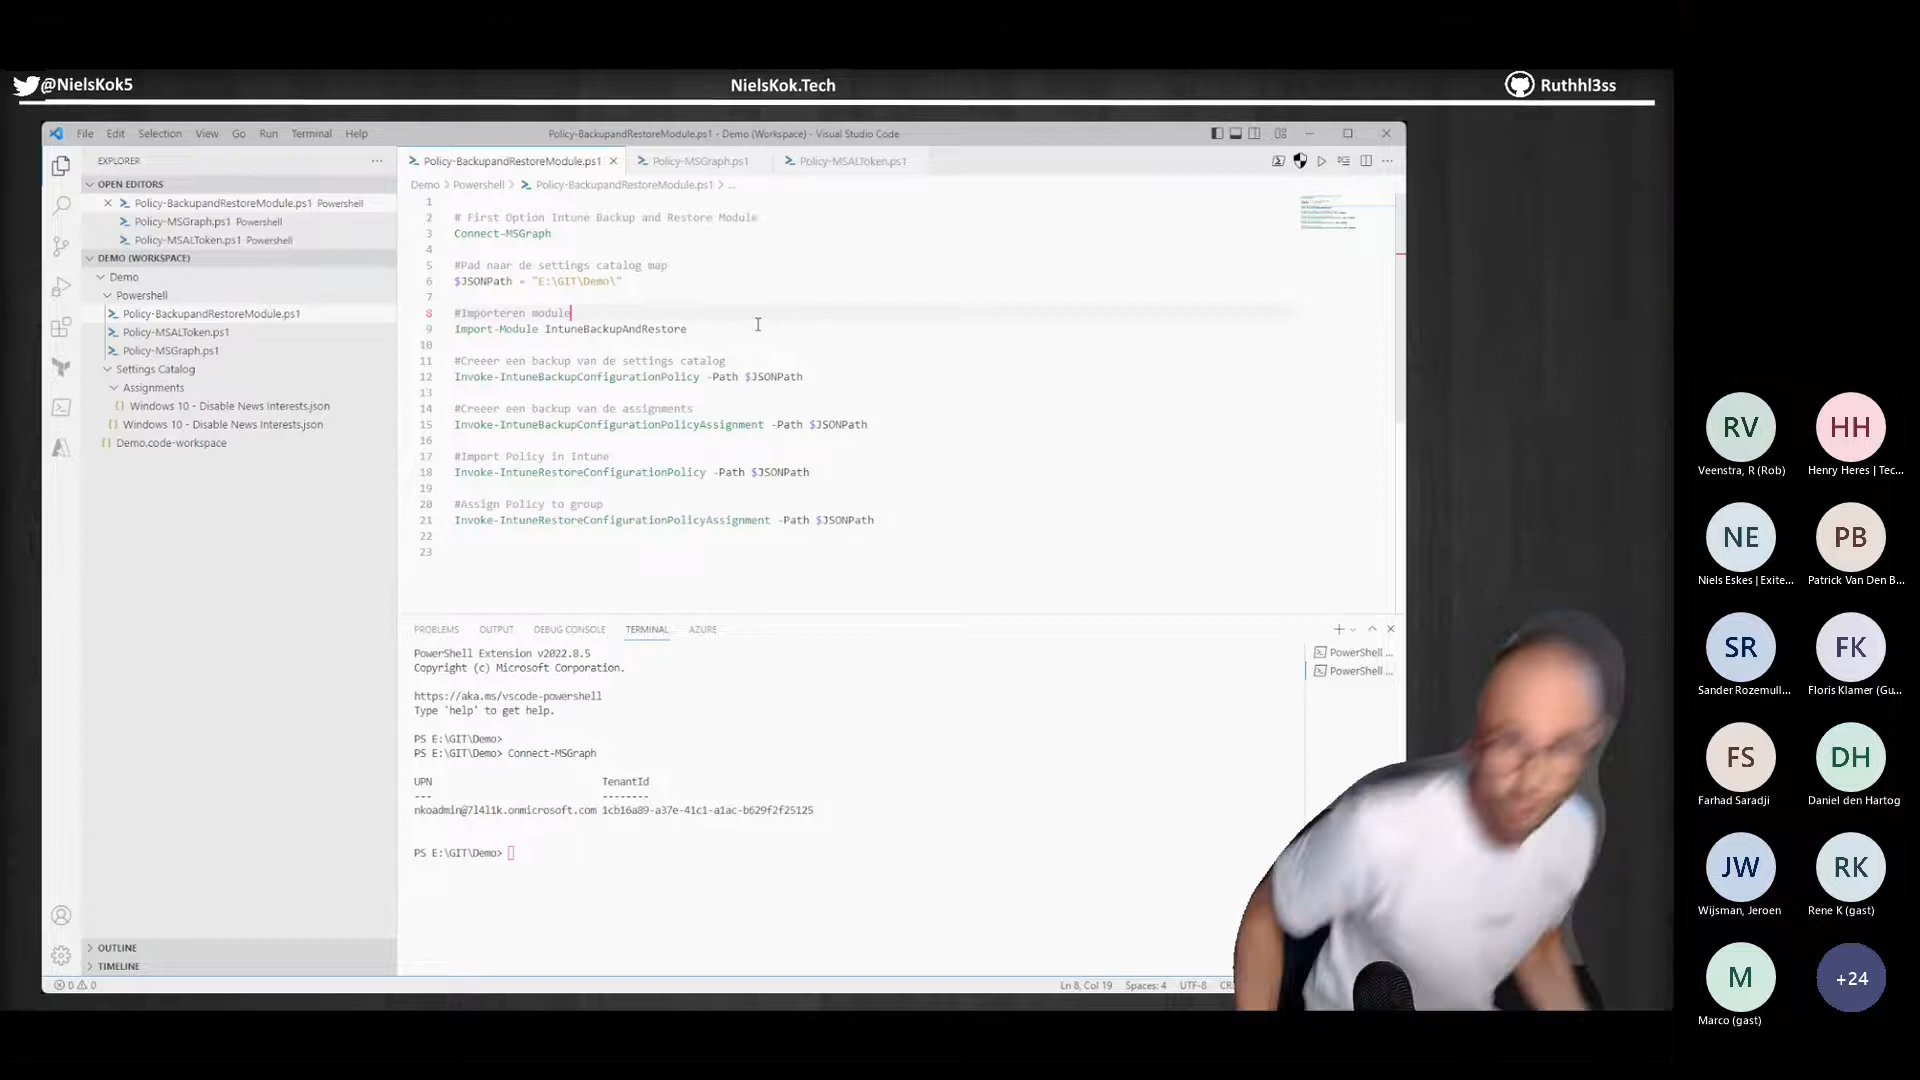 @NielsKok5
NielsKok.Tech
Ruthhl3ss
File Edit Selection View Go Run Terminal Help
Policy-BackupandRestoreModule.ps1 - Demo (Workspace) - Visual Studio Code
EXPLORER
OPEN EDITORS
Policy-BackupandRestoreModule.ps1 Powershell
Policy-MSGraph.ps1 Powershell
Policy-MSALToken.ps1 Powershell
DEMO (WORKSPACE)
Demo
Powershell
Policy-BackupandRestoreModule.ps1
Policy-MSALToken.ps1
Policy-MSGraph.ps1
Settings Catalog
Assignments
Windows 10 - Disable News Interests.json
Windows 10 - Disable News Interests.json
Demo.code-workspace
OUTLINE
TIMELINE
Policy-BackupandRestoreModule.ps1 Policy-MSGraph.ps1 Policy-MSALToken.ps1
Demo > Powershell > Policy-BackupandRestoreModule.ps1 > ...
1
2 # First Option Intune Backup and Restore Module
3 Connect-MSGraph
4
5 #Pad naar de settings catalog map
6 $JSONPath = "E:\GIT\Demo\"
7
8 #Importeren module
9 Import-Module IntuneBackupAndRestore
10
11 #Creeer een backup van de settings catalog
12 Invoke-IntuneBackupConfigurationPolicy -Path $JSONPath
13
14 #Creeer een backup van de assignments
15 Invoke-IntuneBackupConfigurationPolicyAssignment -Path $JSONPath
16
17 #Import Policy in Intune
18 Invoke-IntuneRestoreConfigurationPolicy -Path $JSONPath
19
20 #Assign Policy to group
21 Invoke-IntuneRestoreConfigurationPolicyAssignment -Path $JSONPath
22
23
PROBLEMS OUTPUT DEBUG CONSOLE TERMINAL AZURE
PowerShell Extension v2022.8.5
Copyright (c) Microsoft Corporation.
https://aka.ms/vscode-powershell
Type 'help' to get help.
PS E:\GIT\Demo>
PS E:\GIT\Demo> Connect-MSGraph
UPN TenantId
--- --------
nkoadmin@7l4l1k.onmicrosoft.com 1cb16a89-a37e-41c1-a1ac-b629f2f25125
PS E:\GIT\Demo>
PowerShell ...
PowerShell ...
0 0
Ln 8, Col 19 Spaces: 4 UTF-8
RV HH
Veenstra, R (Rob) Henry Heres | Tec...
NE PB
Niels Eskes | Exite... Patrick Van Den B...
SR FK
Sander Rozemull... Floris Klamer (Gu...
FS DH
Farhad Saradji Daniel den Hartog
JW RK
Wijsman, Jeroen Rene K (gast)
M +24
Marco (gast)